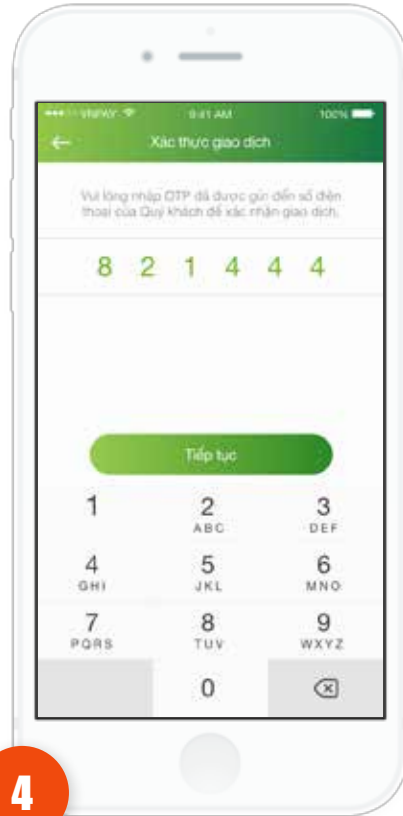 9:41 AM 100%
Xác thực giao dịch
Vui lòng nhập OTP đã được gửi đến số điện
thoại của Quý khách để xác nhận giao dịch.
8 2 1 4 4 4
Tiếp tục
1 2 3
ABC DEF
4 5 6
GHI JKL MNO
7 8 9
PQRS TUV WXYZ
0
4